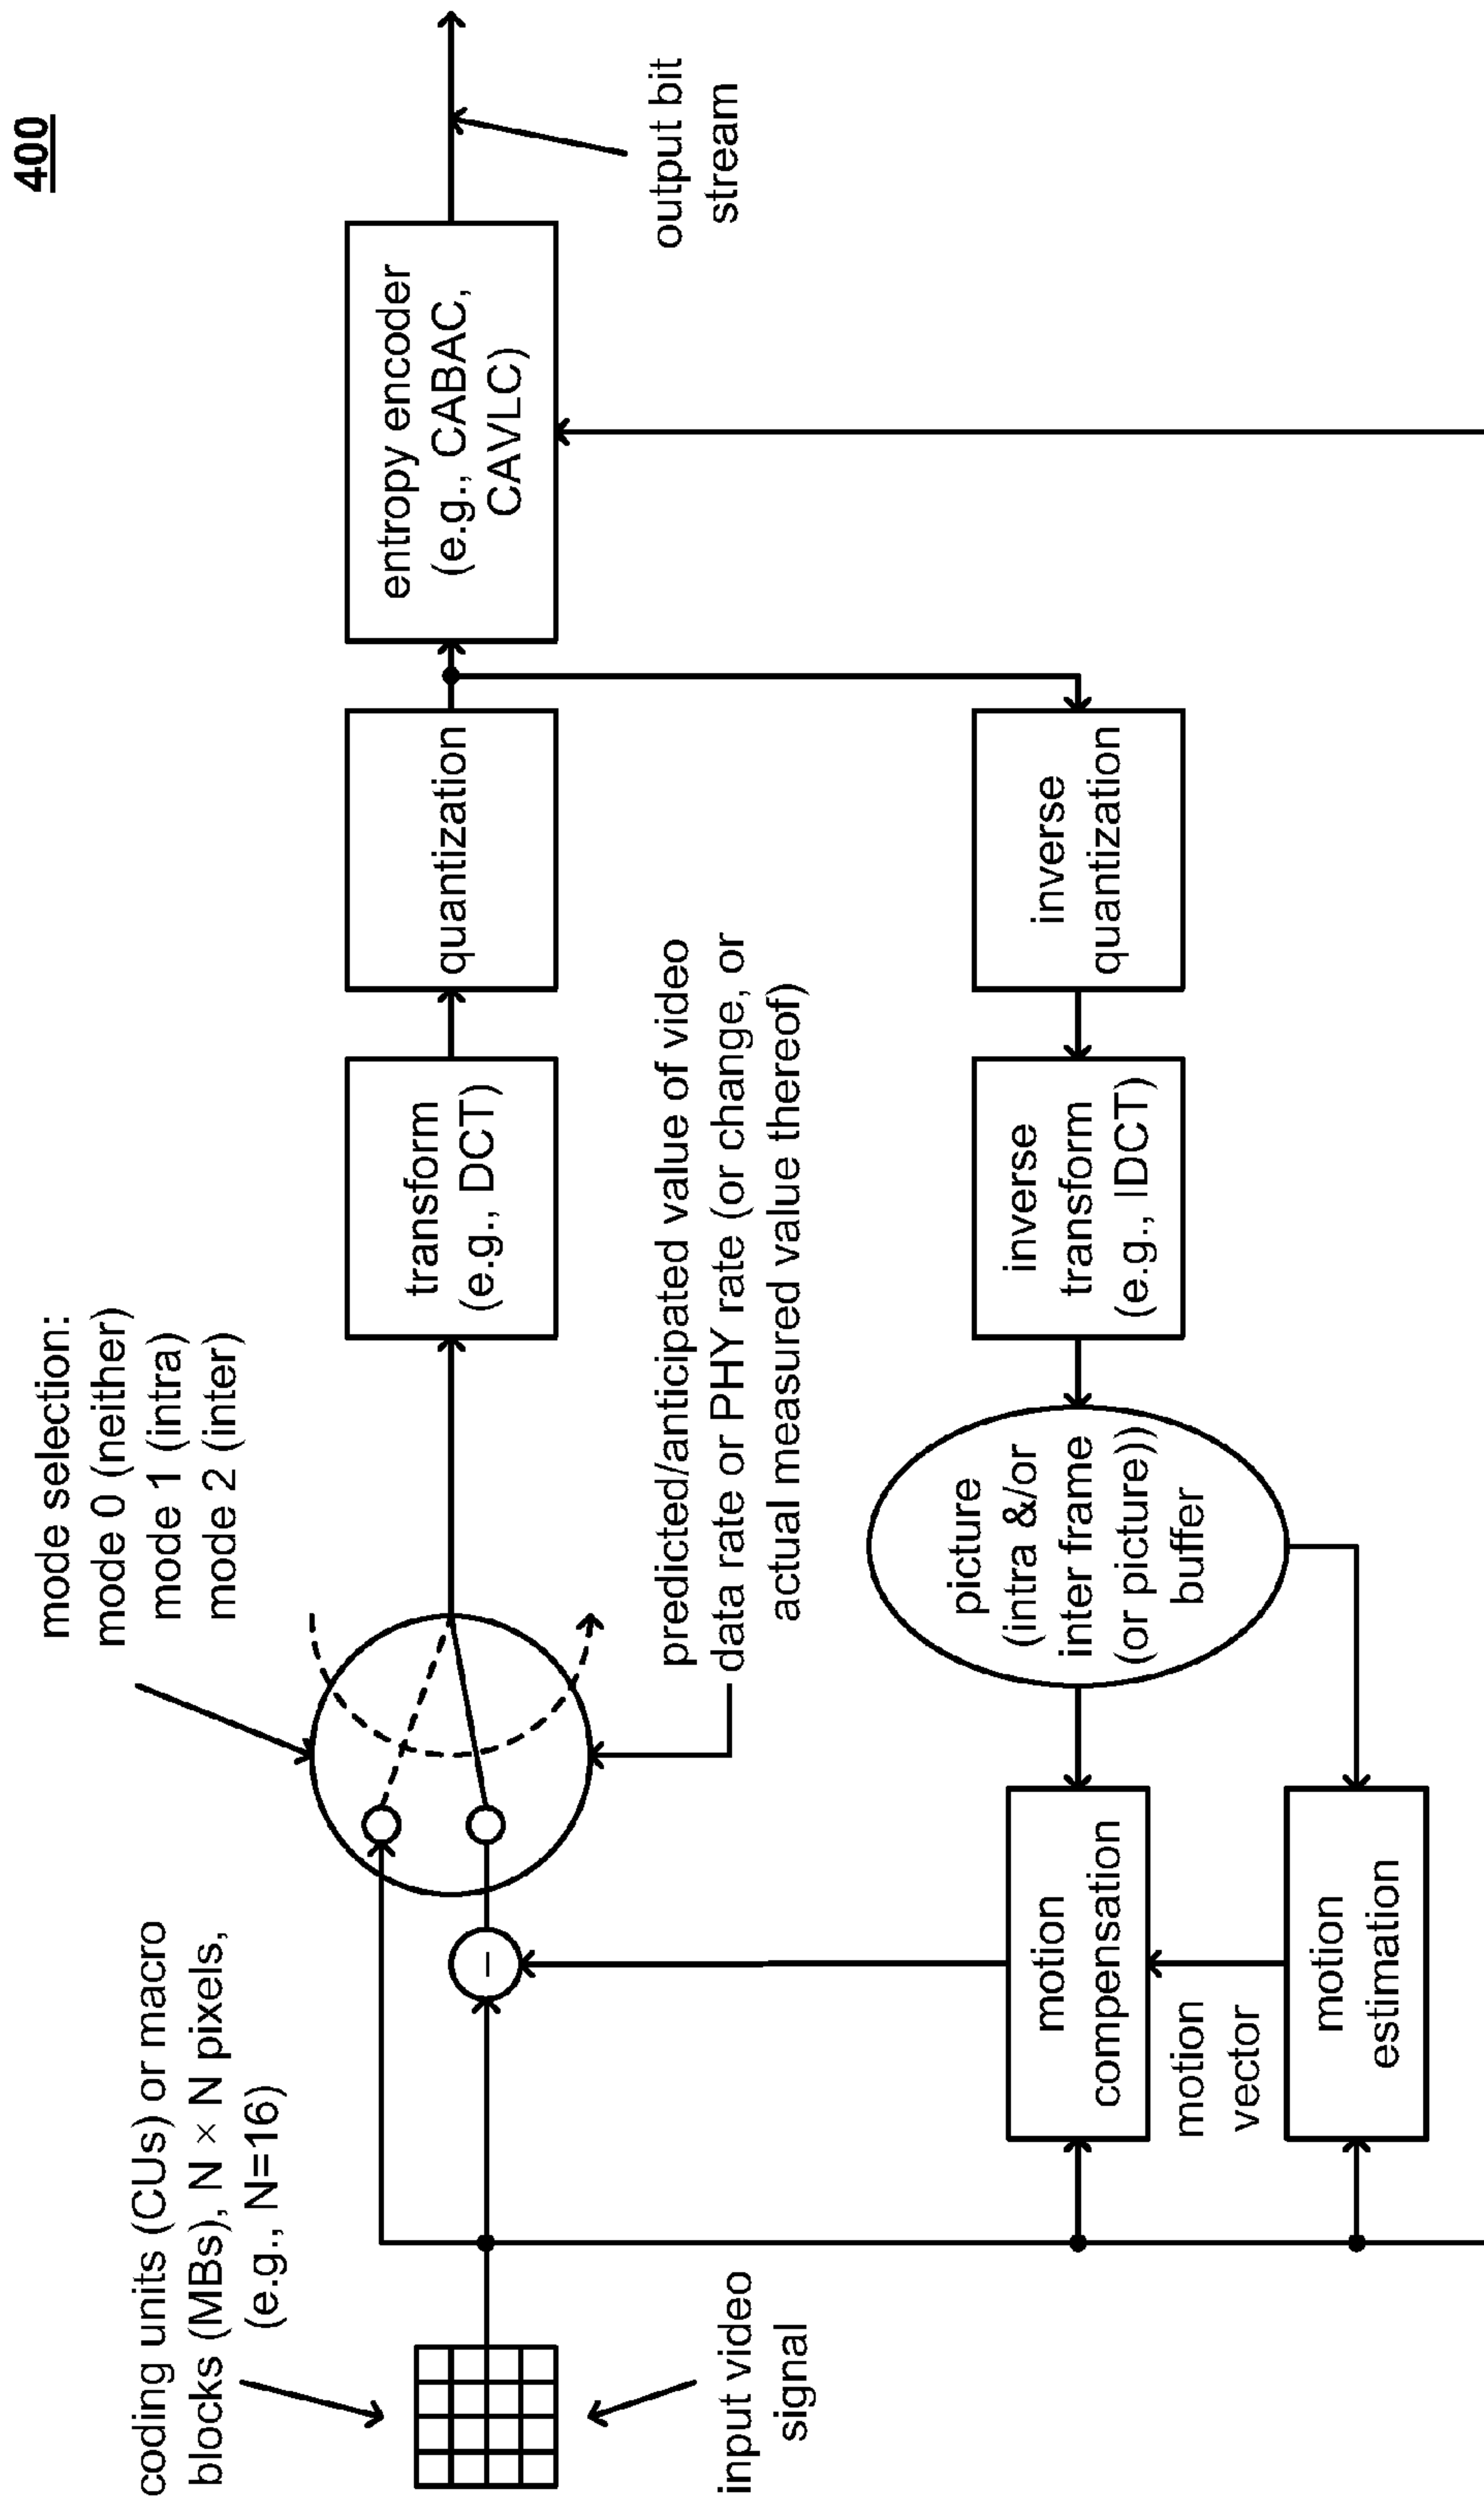 400
mode selection:
mode 0 (neither)
mode 1 (intra)
mode 2 (inter)
coding units (CUs) or macro
blocks (MBs), N × N pixels,
(e.g., N=16)
input video
signal
–
transform
(e.g., DCT)
quantization
entropy encoder
(e.g., CABAC,
CAVLC)
output bit
stream
predicted/anticipated value of video
data rate or PHY rate (or change, or
actual measured value thereof)
motion
compensation
picture
(intra &/or
inter frame
(or picture))
buffer
inverse
transform
(e.g., IDCT)
inverse
quantization
motion
vector
motion
estimation